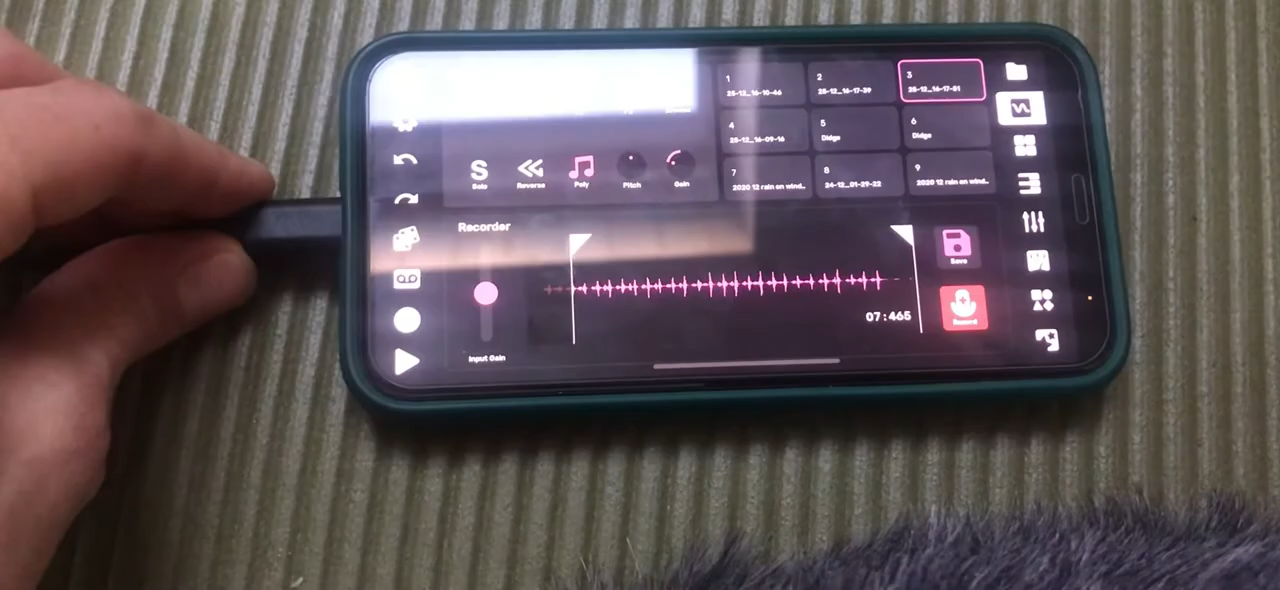 1
25-12_16-10-46
2
25-12_16-17-39
3
25-12_16-17-51
4
25-12_16-09-16
5
Didge
6
Didge
7
2020 12 rain on wind..
8
24-12_01-29-22
9
2020 12 rain on wind..
S
Solo
Reverse
Poly
Pitch
Gain
Recorder
Input Gain
07:465
Save
Record